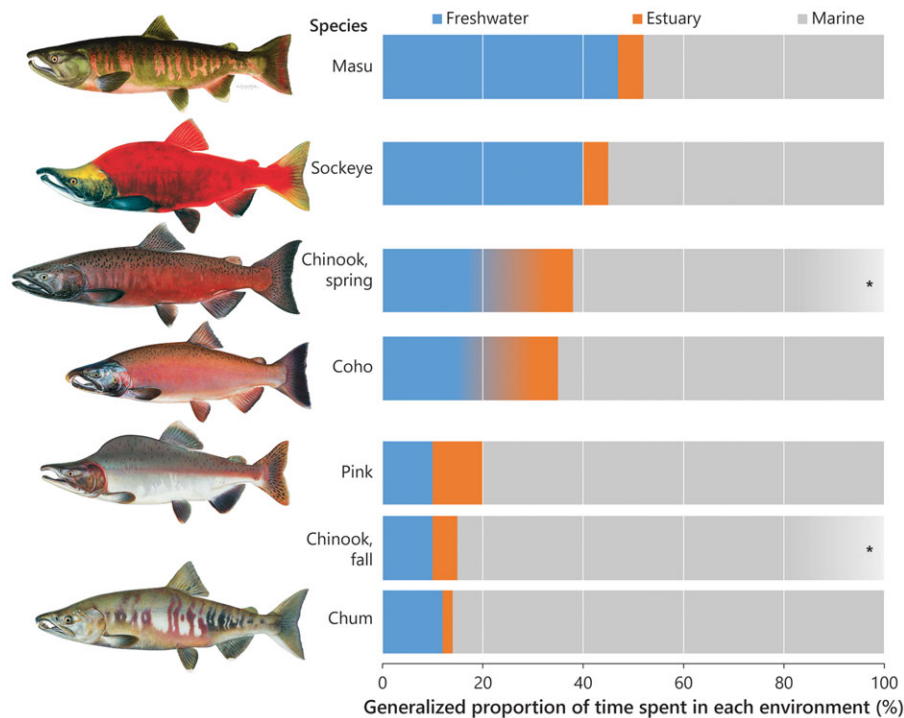 Species
Freshwater
Estuary
Marine
Masu
Sockeye
Chinook,
spring
*
Coho
Pink
Chinook,
fall
*
Chum
0
20
40
60
80
100
Generalized proportion of time spent in each environment (%)